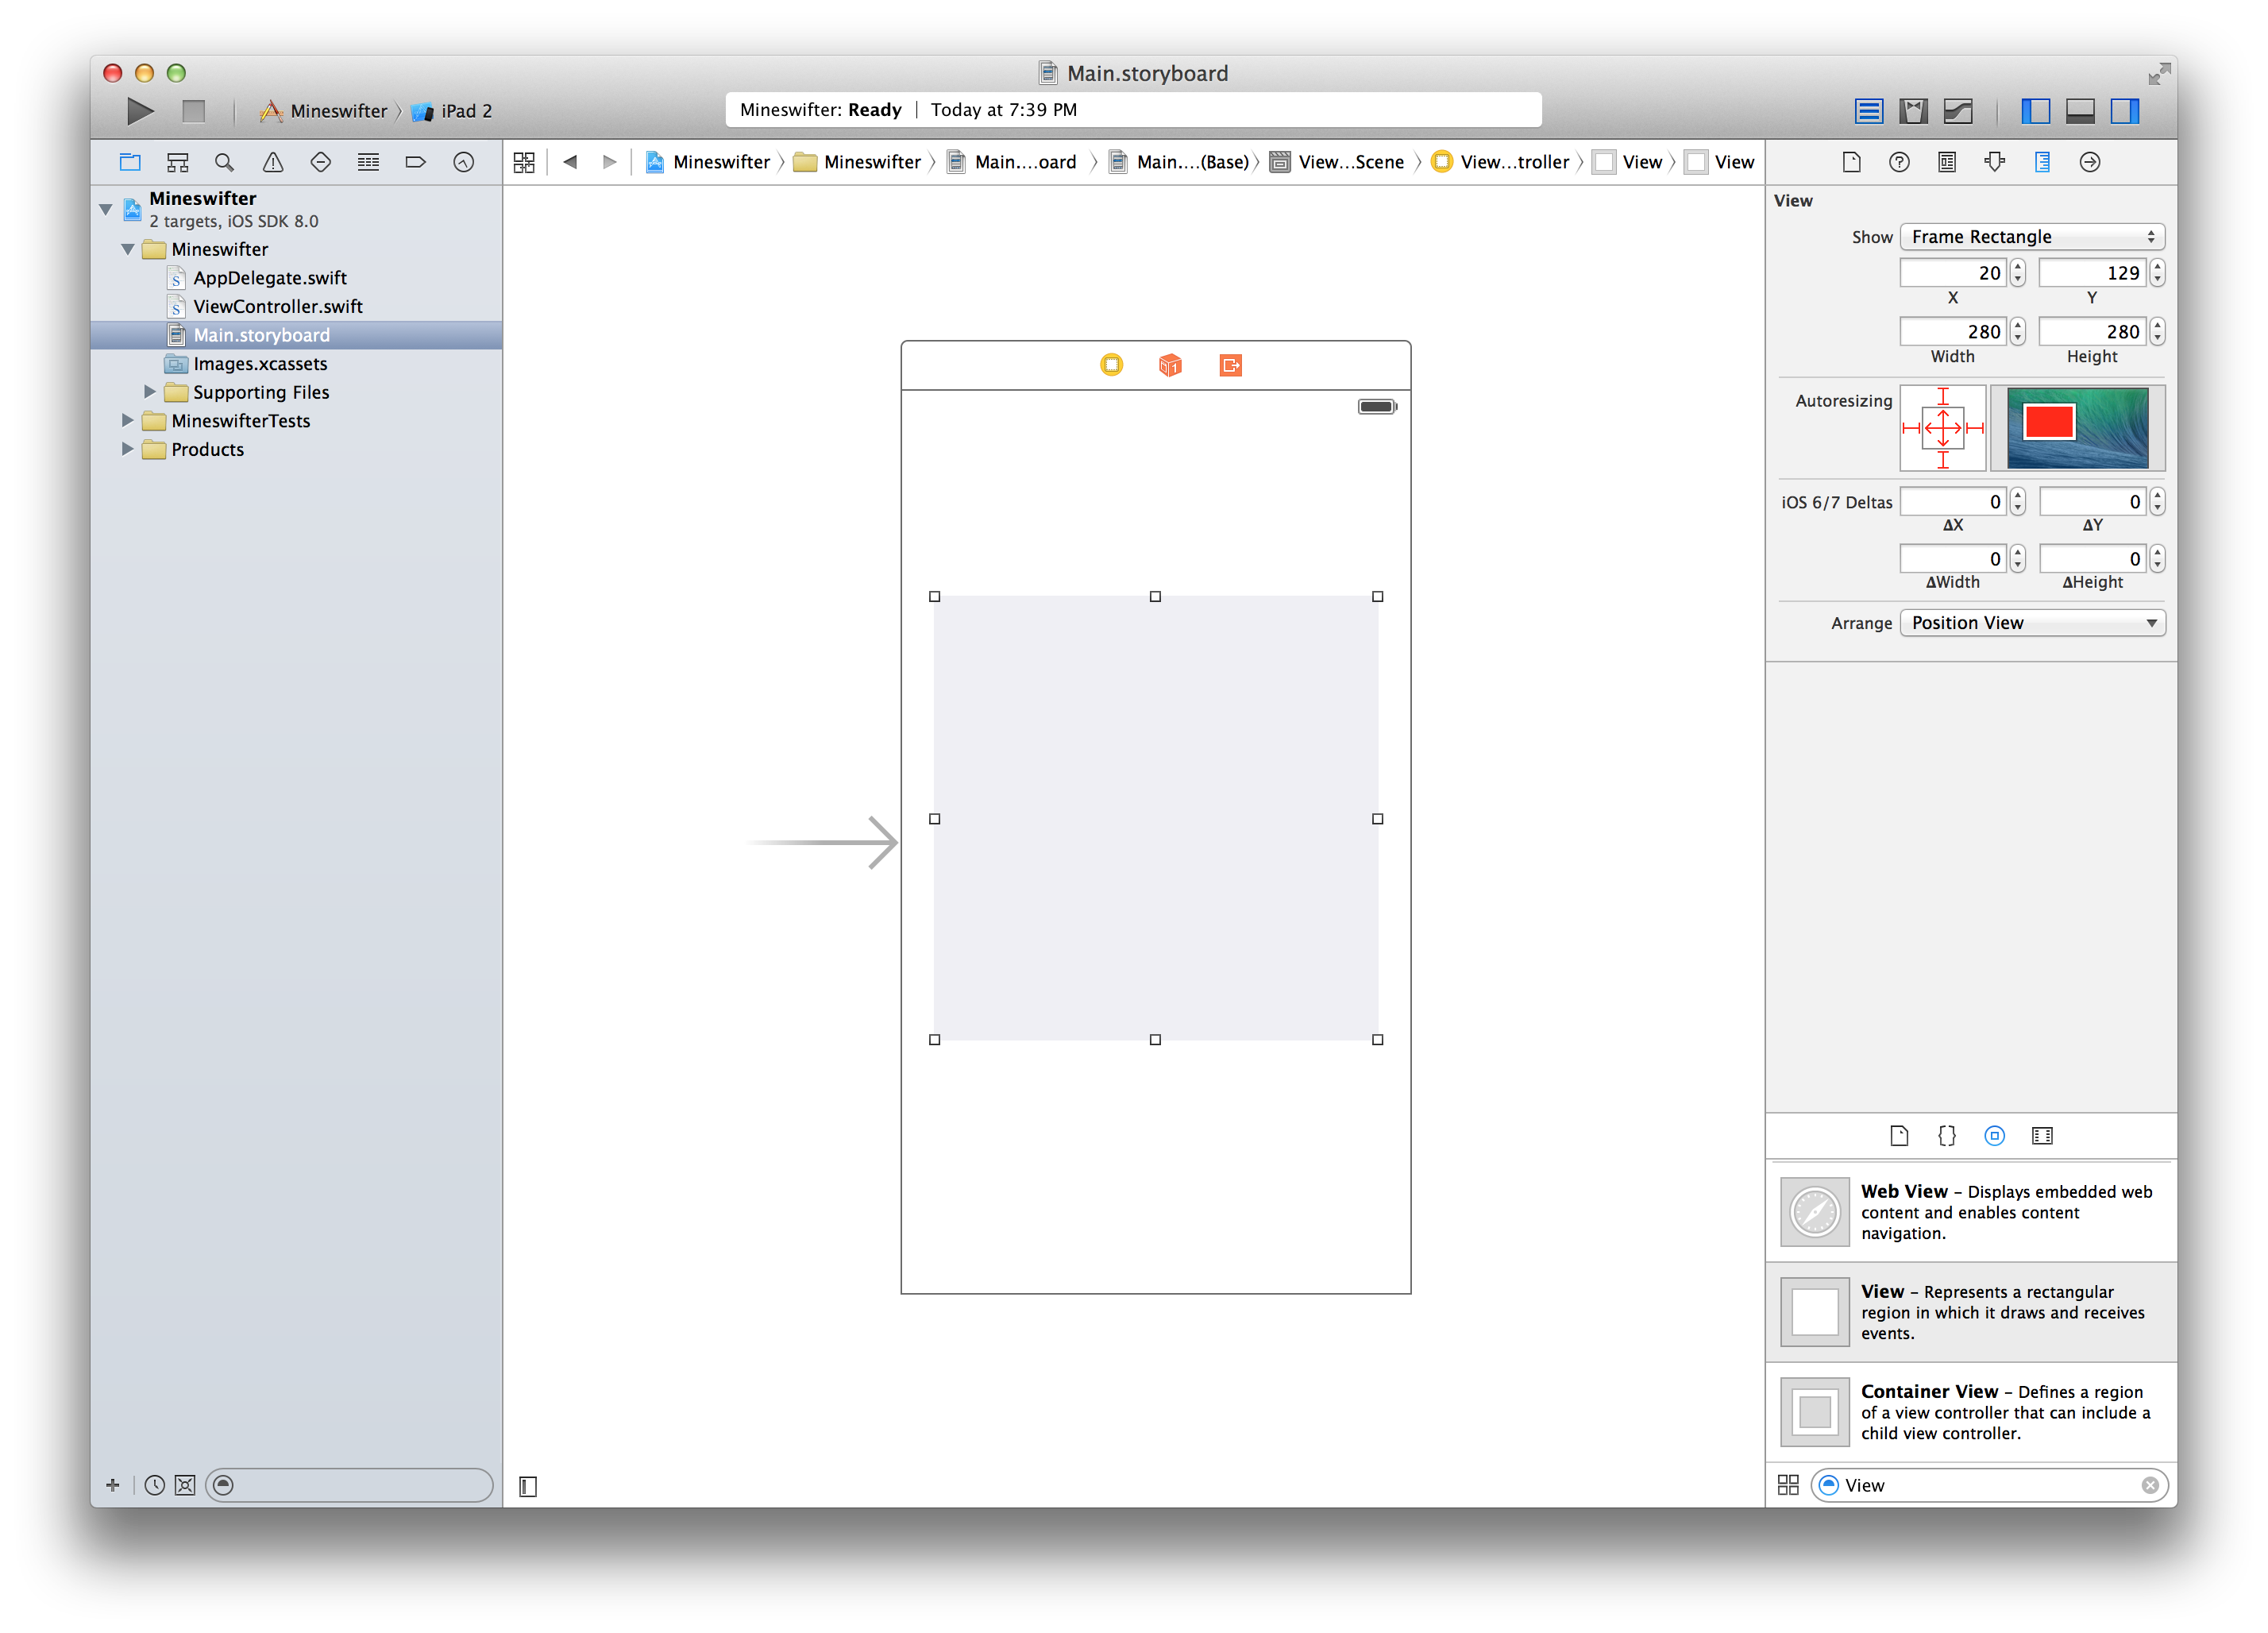 Main.storyboard
Mineswifter iPad 2
Mineswifter: Ready | Today at 7:39 PM
Mineswifter Mineswifter Main....oard Main....(Base) View...Scene View...troller View View
Mineswifter
2 targets, iOS SDK 8.0
Mineswifter
AppDelegate.swift
ViewController.swift
Main.storyboard
Images.xcassets
Supporting Files
MineswifterTests
Products
View
Show Frame Rectangle
20 129
X Y
280 280
Width Height
Autoresizing
iOS 6/7 Deltas 0 0
ΔX ΔY
0 0
ΔWidth ΔHeight
Arrange Position View
Web View – Displays embedded web
content and enables content
navigation.
View – Represents a rectangular
region in which it draws and receives
events.
Container View – Defines a region
of a view controller that can include a
child view controller.
View